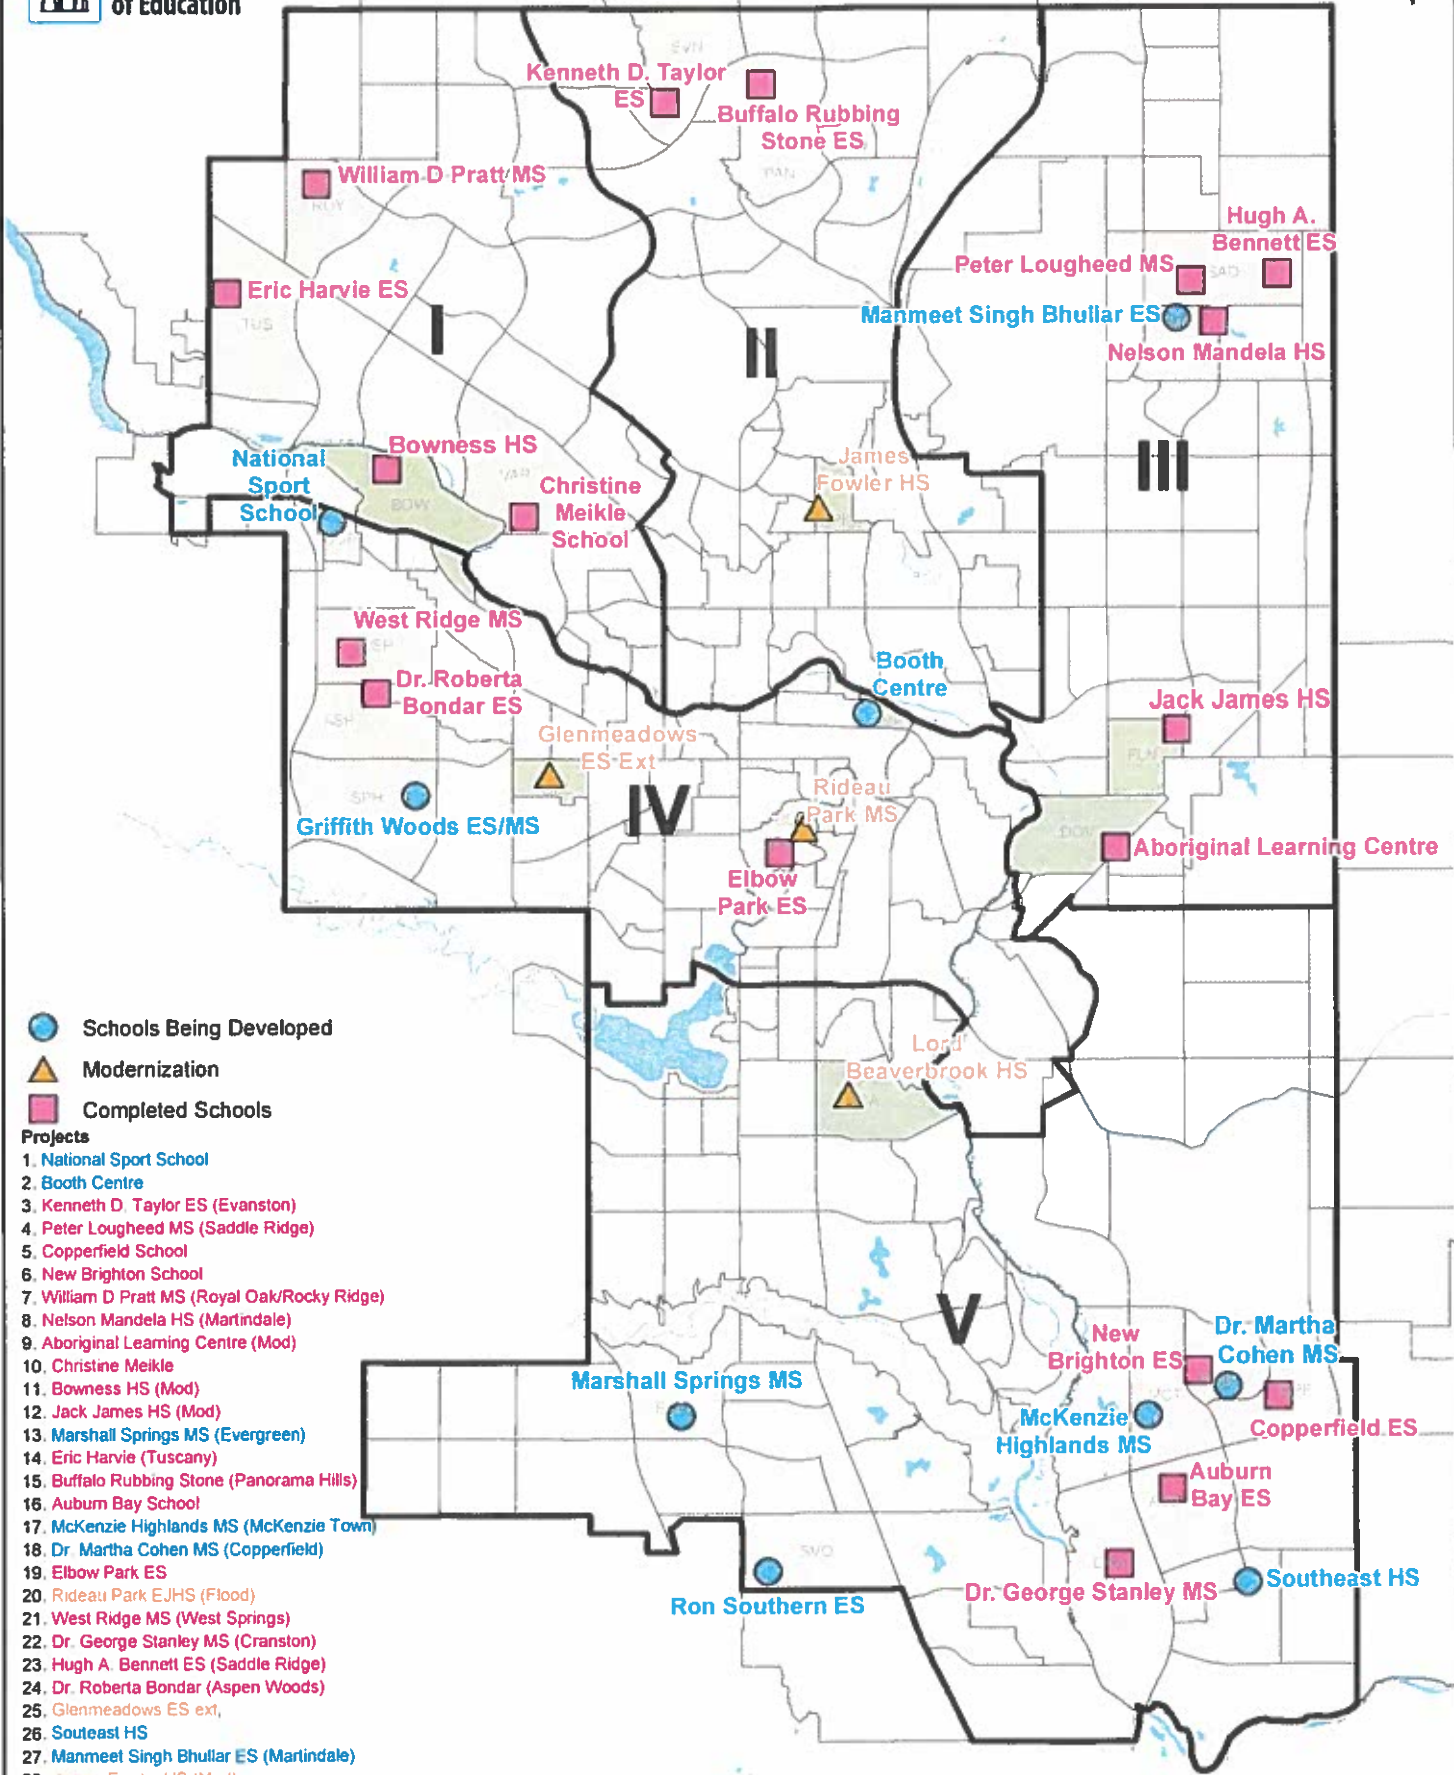 of Education
EVN
Kenneth D. Taylor
ES
Buffalo Rubbing
Stone ES
PAN
William D Pratt MS
ROY
Hugh A.
Bennett ES
Peter Lougheed MS
SAD
Eric Harvie ES
TUS
Manmeet Singh Bhullar ES
Nelson Mandela HS
I
II
III
Bowness HS
National
Sport
School
BOW
VAR
Christine
Meikle
School
James
Fowler HS
West Ridge MS
Dr. Roberta
Bondar ES
Booth
Centre
Jack James HS
Glenmeadows
ES Ext
SPH
Griffith Woods ES/MS
IV
Rideau
Park MS
Elbow
Park ES
DOV
Aboriginal Learning Centre
Schools Being Developed
Modernization
Completed Schools
Lord
Beaverbrook HS
Projects
1. National Sport School
2. Booth Centre
3. Kenneth D. Taylor ES (Evanston)
4. Peter Lougheed MS (Saddle Ridge)
5. Copperfield School
6. New Brighton School
7. William D Pratt MS (Royal Oak/Rocky Ridge)
8. Nelson Mandela HS (Martindale)
9. Aboriginal Learning Centre (Mod)
10. Christine Meikle
11. Bowness HS (Mod)
12. Jack James HS (Mod)
13. Marshall Springs MS (Evergreen)
14. Eric Harvie (Tuscany)
15. Buffalo Rubbing Stone (Panorama Hills)
16. Auburn Bay School
17. McKenzie Highlands MS (McKenzie Town)
18. Dr. Martha Cohen MS (Copperfield)
19. Elbow Park ES
20. Rideau Park EJHS (Flood)
21. West Ridge MS (West Springs)
22. Dr. George Stanley MS (Cranston)
23. Hugh A. Bennett ES (Saddle Ridge)
24. Dr. Roberta Bondar (Aspen Woods)
25. Glenmeadows ES ext,
26. Souteast HS
27. Manmeet Singh Bhullar ES (Martindale)
V
New
Brighton ES
Dr. Martha
Cohen MS
Marshall Springs MS
McKenzie
Highlands MS
Copperfield ES
Auburn
Bay ES
SVO
Ron Southern ES
Dr. George Stanley MS
Southeast HS